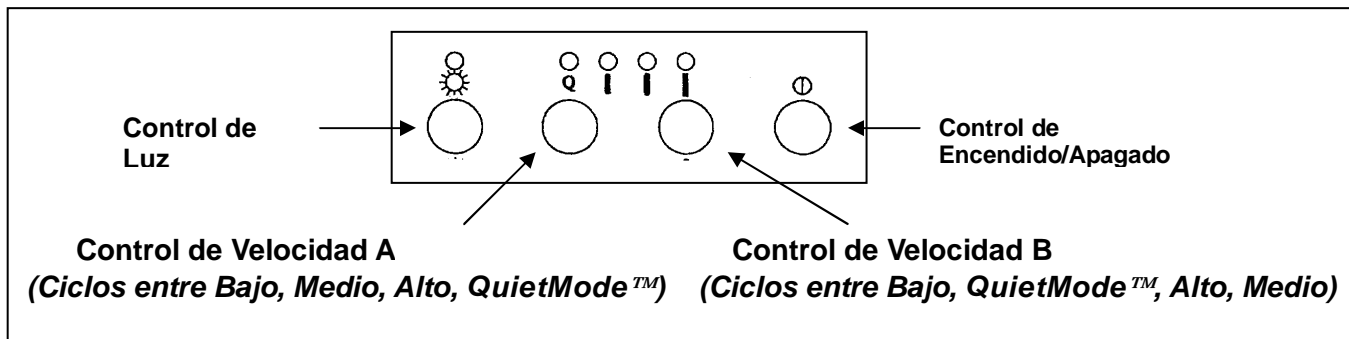 Q
Control de
Luz
Control de
Encendido/Apagado
Control de Velocidad A
(Ciclos entre Bajo, Medio, Alto, QuietMode™)
Control de Velocidad B
(Ciclos entre Bajo, QuietMode™, Alto, Medio)